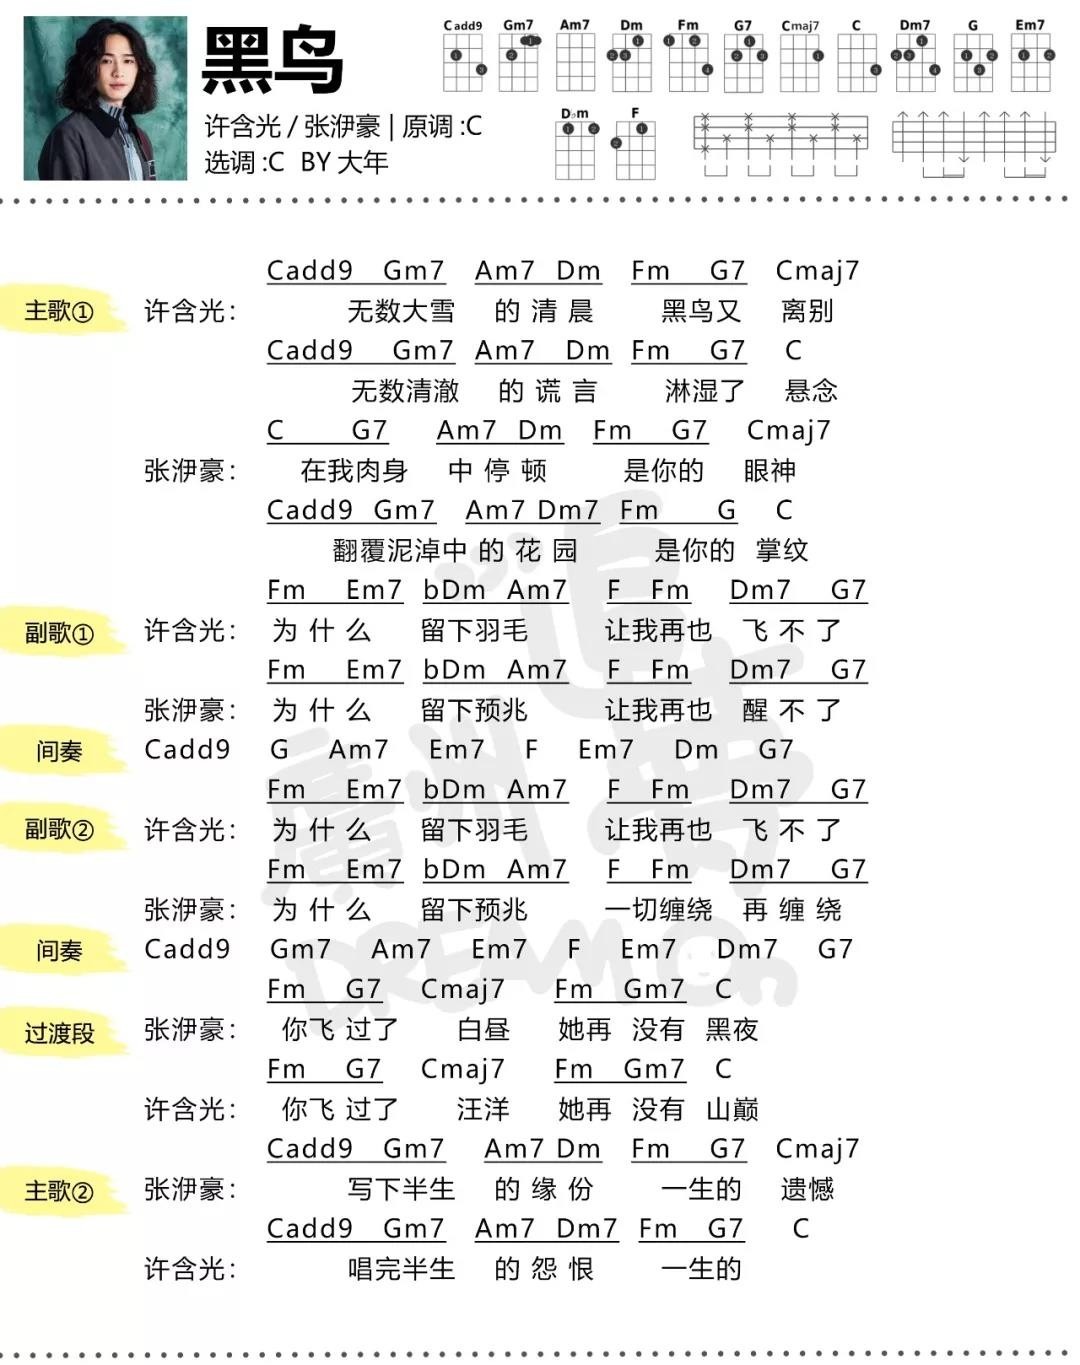 黑鸟
Cadd9 Gm7 Am7 Dm Fm G7 Cmaj7 C Dm7 G Em7
D♭m F
许含光 / 张洢豪 | 原调 :C
选调 :C BY 大年
Cadd9 Gm7 Am7 Dm Fm G7 Cmaj7
主歌① 许含光: 无数大雪 的 清 晨 黑鸟又 离别
Cadd9 Gm7 Am7 Dm Fm G7 C
无数清澈 的 谎 言 淋湿了 悬念
C G7 Am7 Dm Fm G7 Cmaj7
张洢豪: 在我肉身 中 停 顿 是你的 眼神
Cadd9 Gm7 Am7 Dm7 Fm G C
翻覆泥淖中 的 花 园 是你的 掌纹
Fm Em7 bDm Am7 F Fm Dm7 G7
副歌① 许含光: 为 什 么 留下羽毛 让我再也 飞 不 了
Fm Em7 bDm Am7 F Fm Dm7 G7
张洢豪: 为 什 么 留下预兆 让我再也 醒 不 了
间奏 Cadd9 G Am7 Em7 F Em7 Dm G7
Fm Em7 bDm Am7 F Fm Dm7 G7
副歌② 许含光: 为 什 么 留下羽毛 让我再也 飞 不 了
Fm Em7 bDm Am7 F Fm Dm7 G7
张洢豪: 为 什 么 留下预兆 一切缠绕 再 缠 绕
间奏 Cadd9 Gm7 Am7 Em7 F Em7 Dm7 G7
Fm G7 Cmaj7 Fm Gm7 C
过渡段 张洢豪: 你飞 过了 白昼 她再 没有 黑夜
Fm G7 Cmaj7 Fm Gm7 C
许含光: 你飞 过了 汪洋 她再 没有 山巅
Cadd9 Gm7 Am7 Dm Fm G7 Cmaj7
主歌② 张洢豪: 写下半生 的 缘 份 一生的 遗憾
Cadd9 Gm7 Am7 Dm7 Fm G7 C
许含光: 唱完半生 的 怨 恨 一生的
廣州追夢
DREAMOn